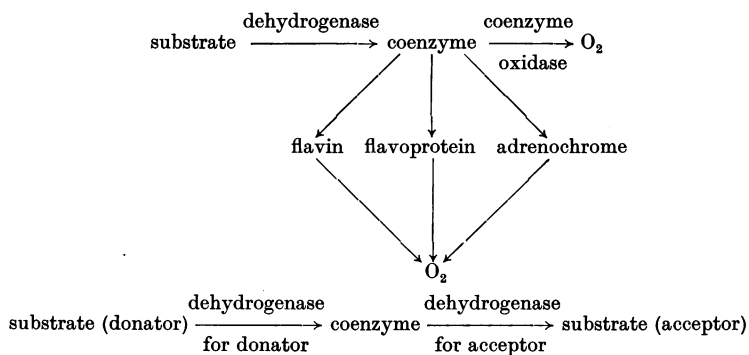 dehydrogenase coenzyme
substrate coenzyme O₂
oxidase
flavin flavoprotein adrenochrome
O₂
dehydrogenase dehydrogenase
substrate (donator) coenzyme substrate (acceptor)
for donator for acceptor